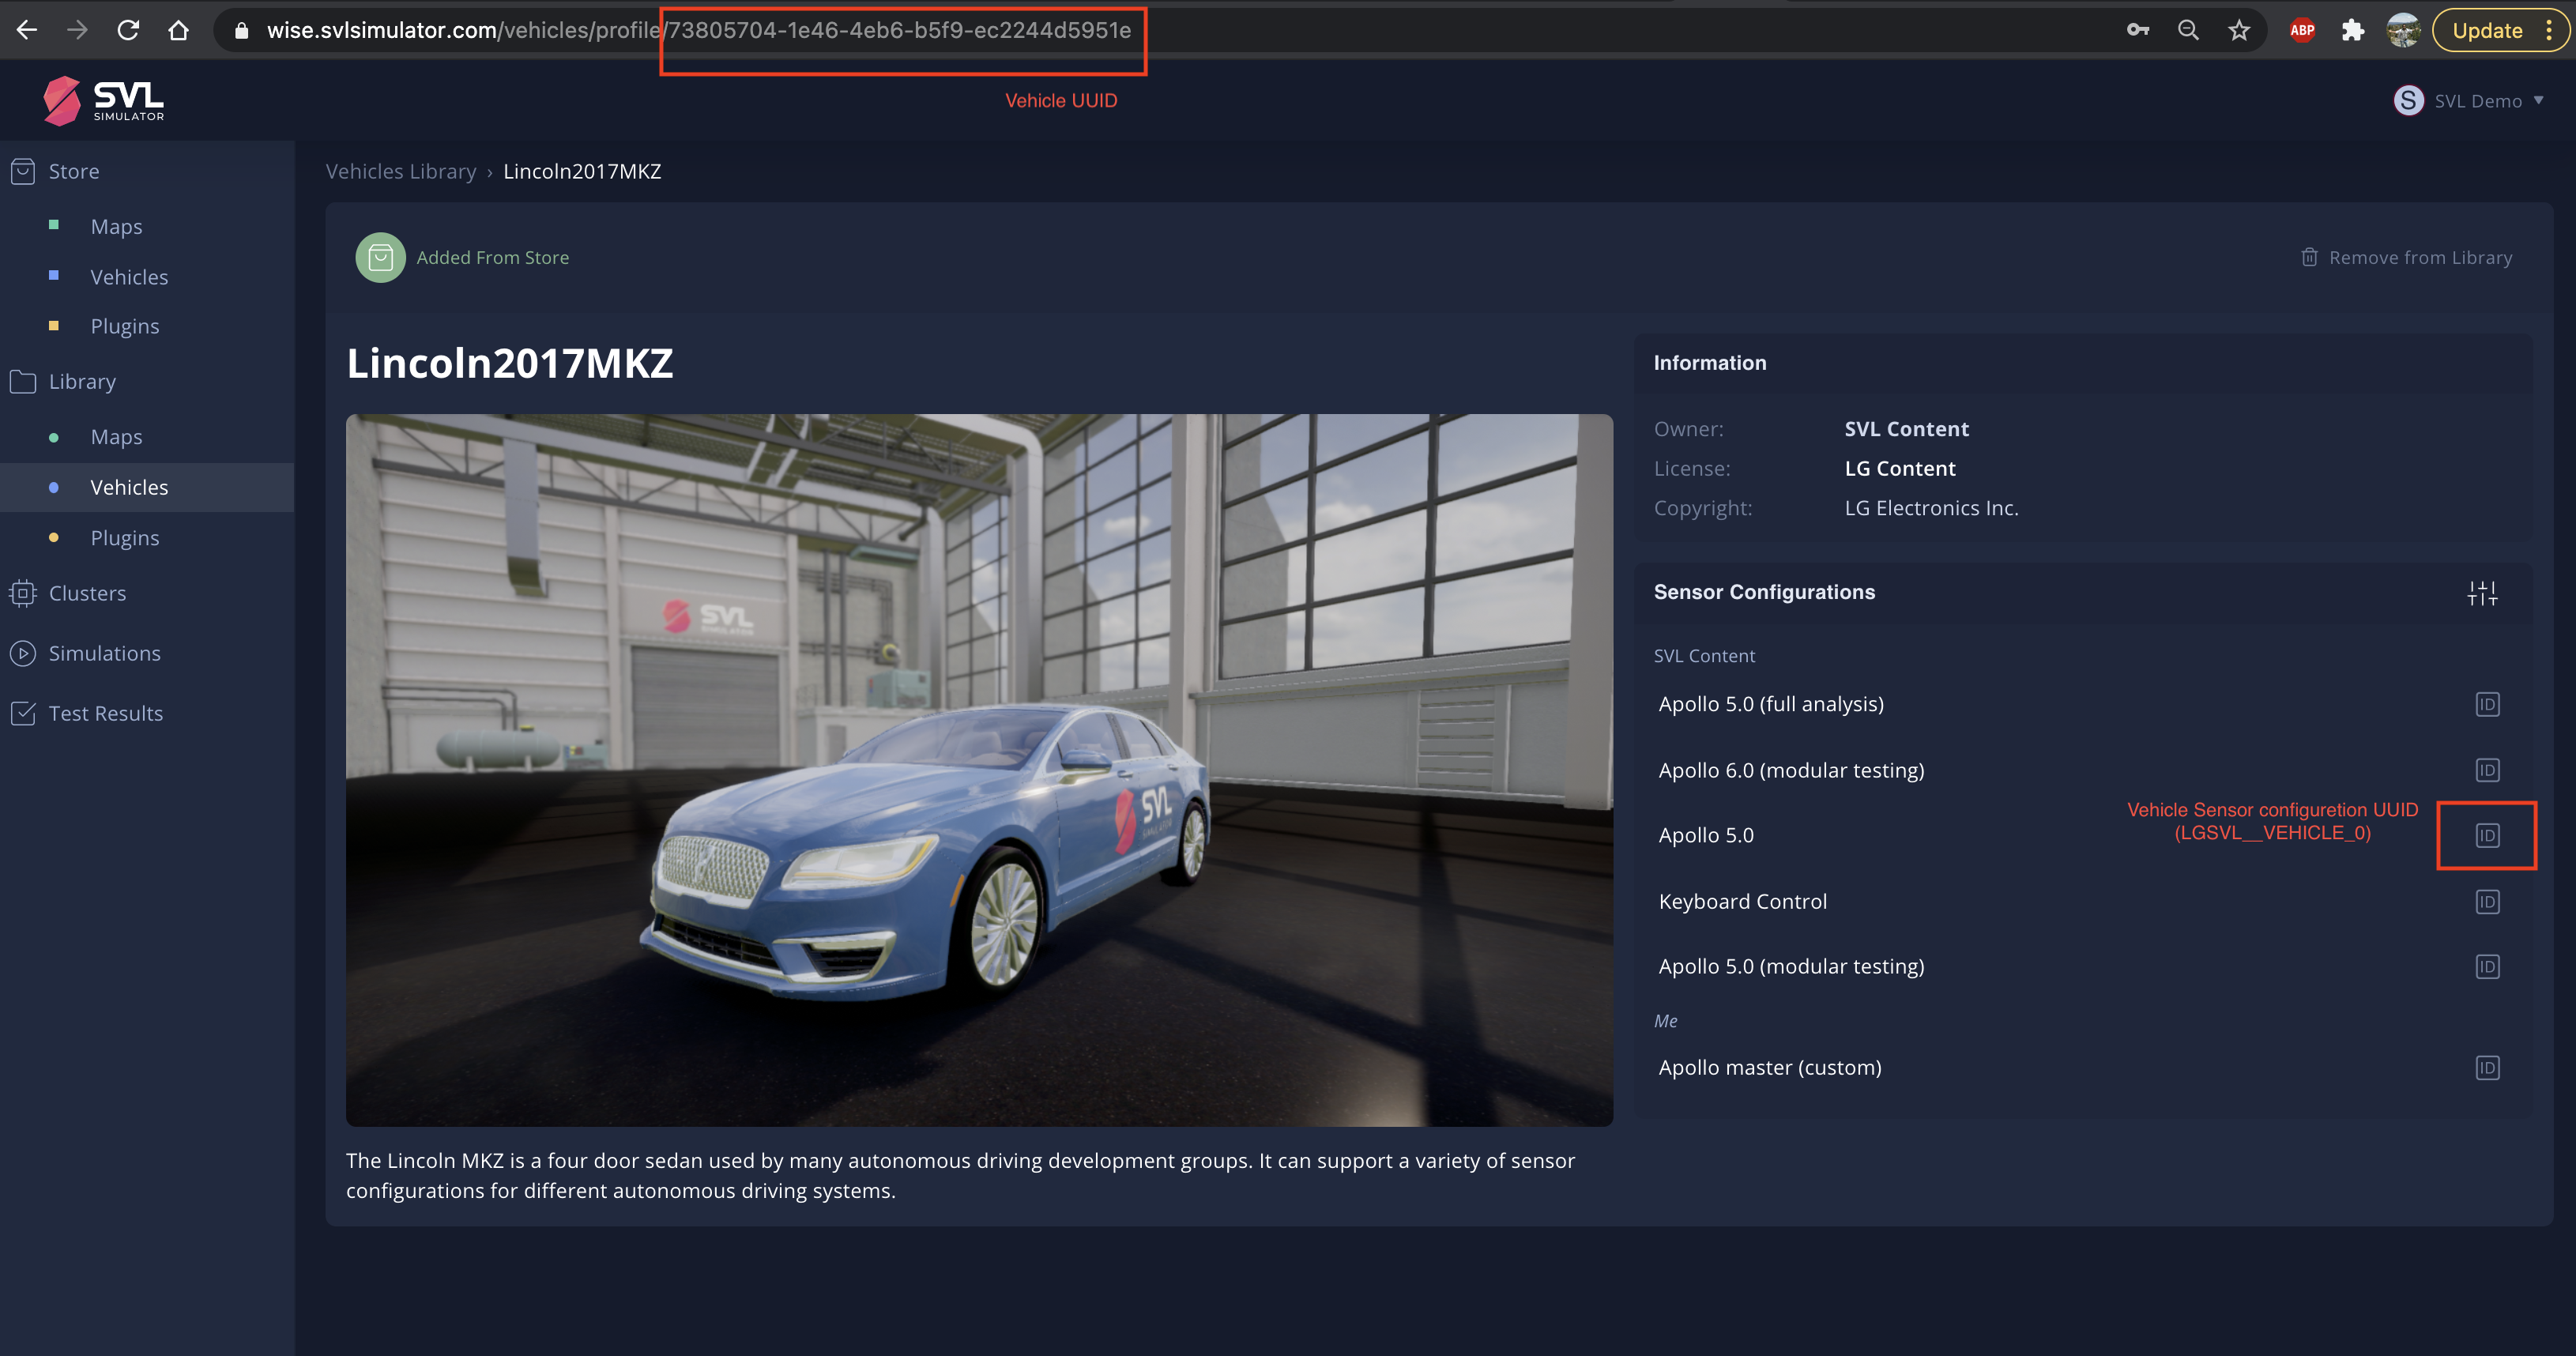 wise.svlsimulator.com/vehicles/profile/73805704-1e46-4eb6-b5f9-ec2244d5951e
ABP
Update
Vehicle UUID
SVL
SIMULATOR
S
SVL Demo
Store
Maps
Vehicles
Plugins
Library
Maps
Vehicles
Plugins
Clusters
Simulations
Test Results
Vehicles Library › Lincoln2017MKZ
Added From Store
Remove from Library
Lincoln2017MKZ
SVL
SIMULATOR
SVL
The Lincoln MKZ is a four door sedan used by many autonomous driving development groups. It can support a variety of sensor
configurations for different autonomous driving systems.
Information
Owner: SVL Content
License: LG Content
Copyright: LG Electronics Inc.
Sensor Configurations
SVL Content
Apollo 5.0 (full analysis) ID
Apollo 6.0 (modular testing) ID
Vehicle Sensor configuretion UUID
(LGSVL__VEHICLE_0)
Apollo 5.0 ID
Keyboard Control ID
Apollo 5.0 (modular testing) ID
Me
Apollo master (custom) ID